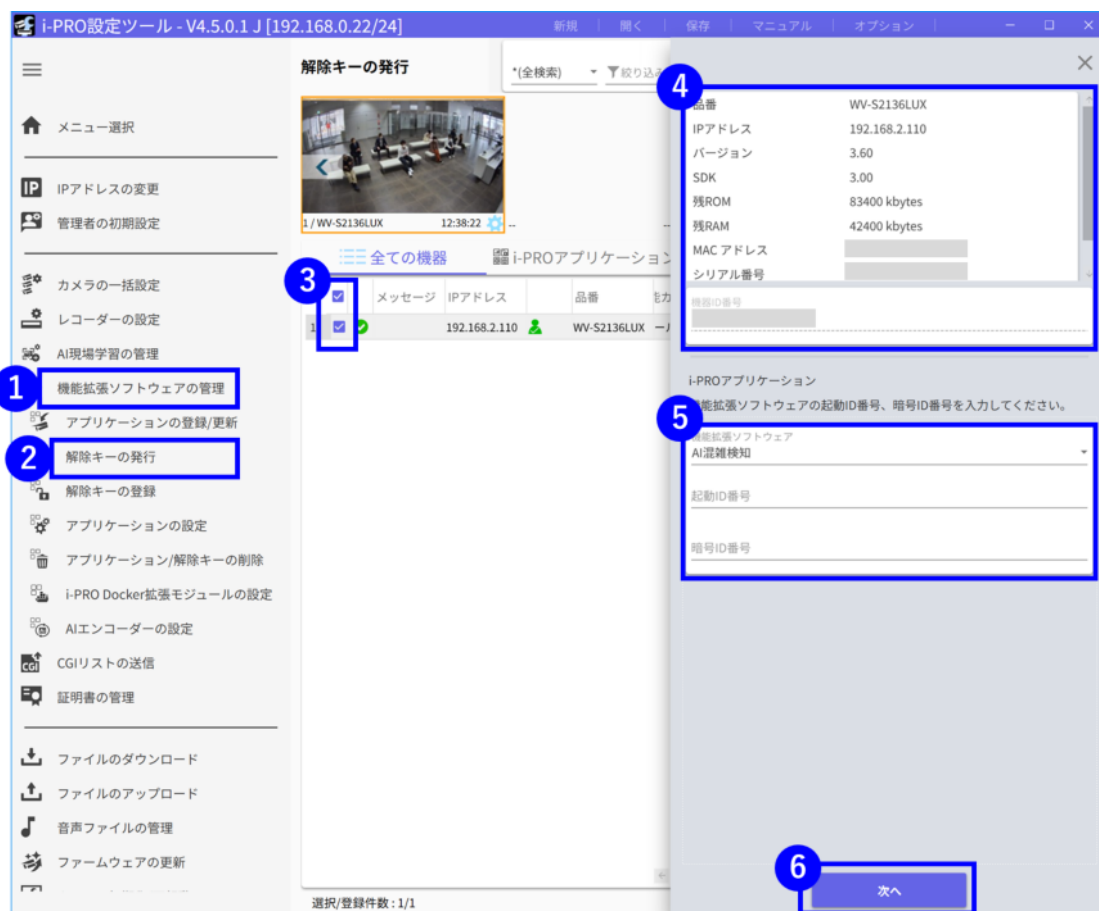 i-PRO設定ツール - V4.5.0.1 J [192.168.0.22/24]
新規
開く
保存
マニュアル
オプション
メニュー選択
IPアドレスの変更
管理者の初期設定
カメラの一括設定
レコーダーの設定
AI現場学習の管理
1
機能拡張ソフトウェアの管理
アプリケーションの登録/更新
2
解除キーの発行
解除キーの登録
アプリケーションの設定
アプリケーション/解除キーの削除
i-PRO Docker拡張モジュールの設定
AIエンコーダーの設定
CGIリストの送信
証明書の管理
ファイルのダウンロード
ファイルのアップロード
音声ファイルの管理
ファームウェアの更新
解除キーの発行
*(全検索)
絞り込み
1 / WV-S2136LUX 12:38:22
--
--
全ての機器
i-PROアプリケーション
3
メッセージ IPアドレス 品番
1 192.168.2.110 WV-S2136LUX
選択/登録件数 : 1/1
4
品番 WV-S2136LUX
IPアドレス 192.168.2.110
バージョン 3.60
SDK 3.00
残ROM 83400 kbytes
残RAM 42400 kbytes
MAC アドレス
シリアル番号
機器ID番号
i-PROアプリケーション
機能拡張ソフトウェアの起動ID番号、暗号ID番号を入力してください。
5
機能拡張ソフトウェア
AI混雑検知
起動ID番号
暗号ID番号
6
次へ